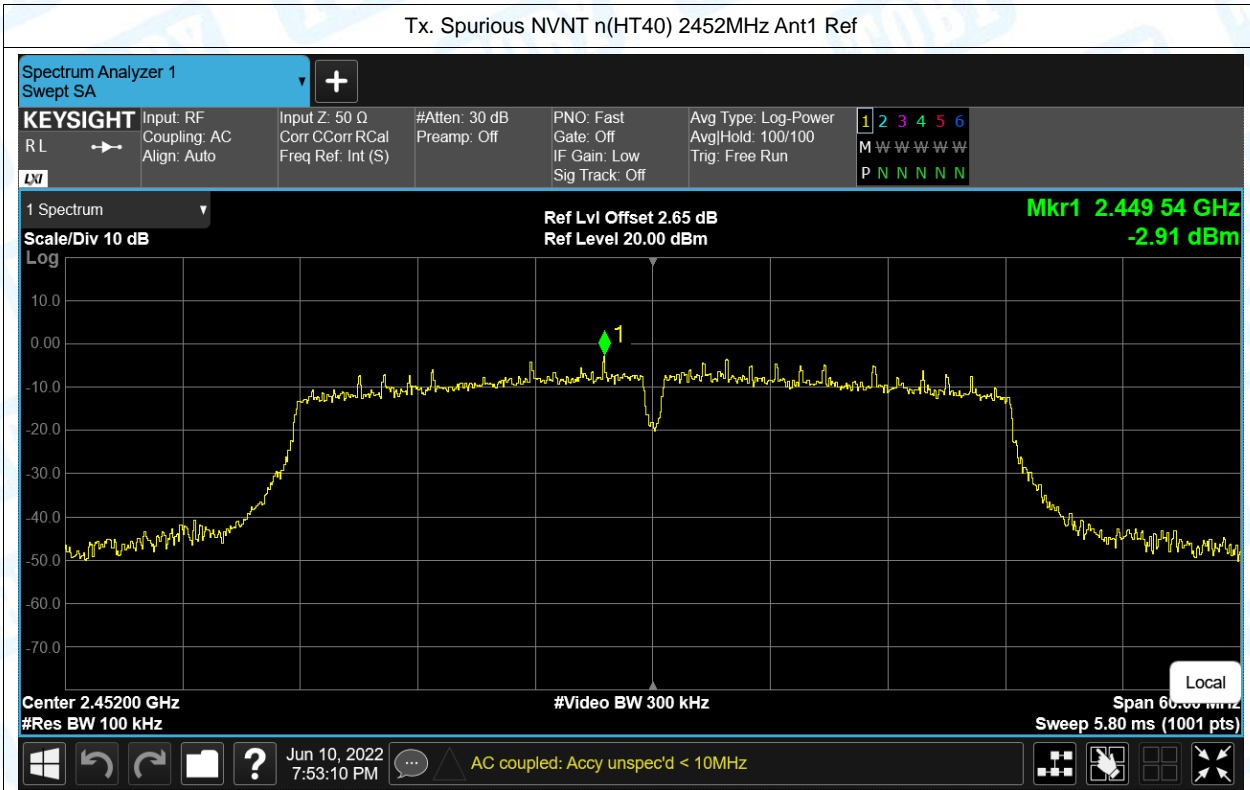 Tx. Spurious NVNT n(HT40) 2452MHz Ant1 Ref
Spectrum Analyzer 1
Swept SA
KEYSIGHT
R L
LXI
Input: RF
Coupling: AC
Align: Auto
Input Z: 50 Ω
Corr CCorr RCal
Freq Ref: Int (S)
#Atten: 30 dB
Preamp: Off
PNO: Fast
Gate: Off
IF Gain: Low
Sig Track: Off
Avg Type: Log-Power
Avg|Hold: 100/100
Trig: Free Run
1 2 3 4 5 6
M W W W W W
P N N N N N
1 Spectrum
Scale/Div 10 dB
Ref Lvl Offset 2.65 dB
Ref Level 20.00 dBm
Mkr1 2.449 54 GHz
-2.91 dBm
Log
10.0
0.00
-10.0
-20.0
-30.0
-40.0
-50.0
-60.0
-70.0
1
Center 2.45200 GHz
#Res BW 100 kHz
#Video BW 300 kHz
Local
Span 60.00 MHz
Sweep 5.80 ms (1001 pts)
?
Jun 10, 2022
7:53:10 PM
AC coupled: Accy unspec'd < 10MHz